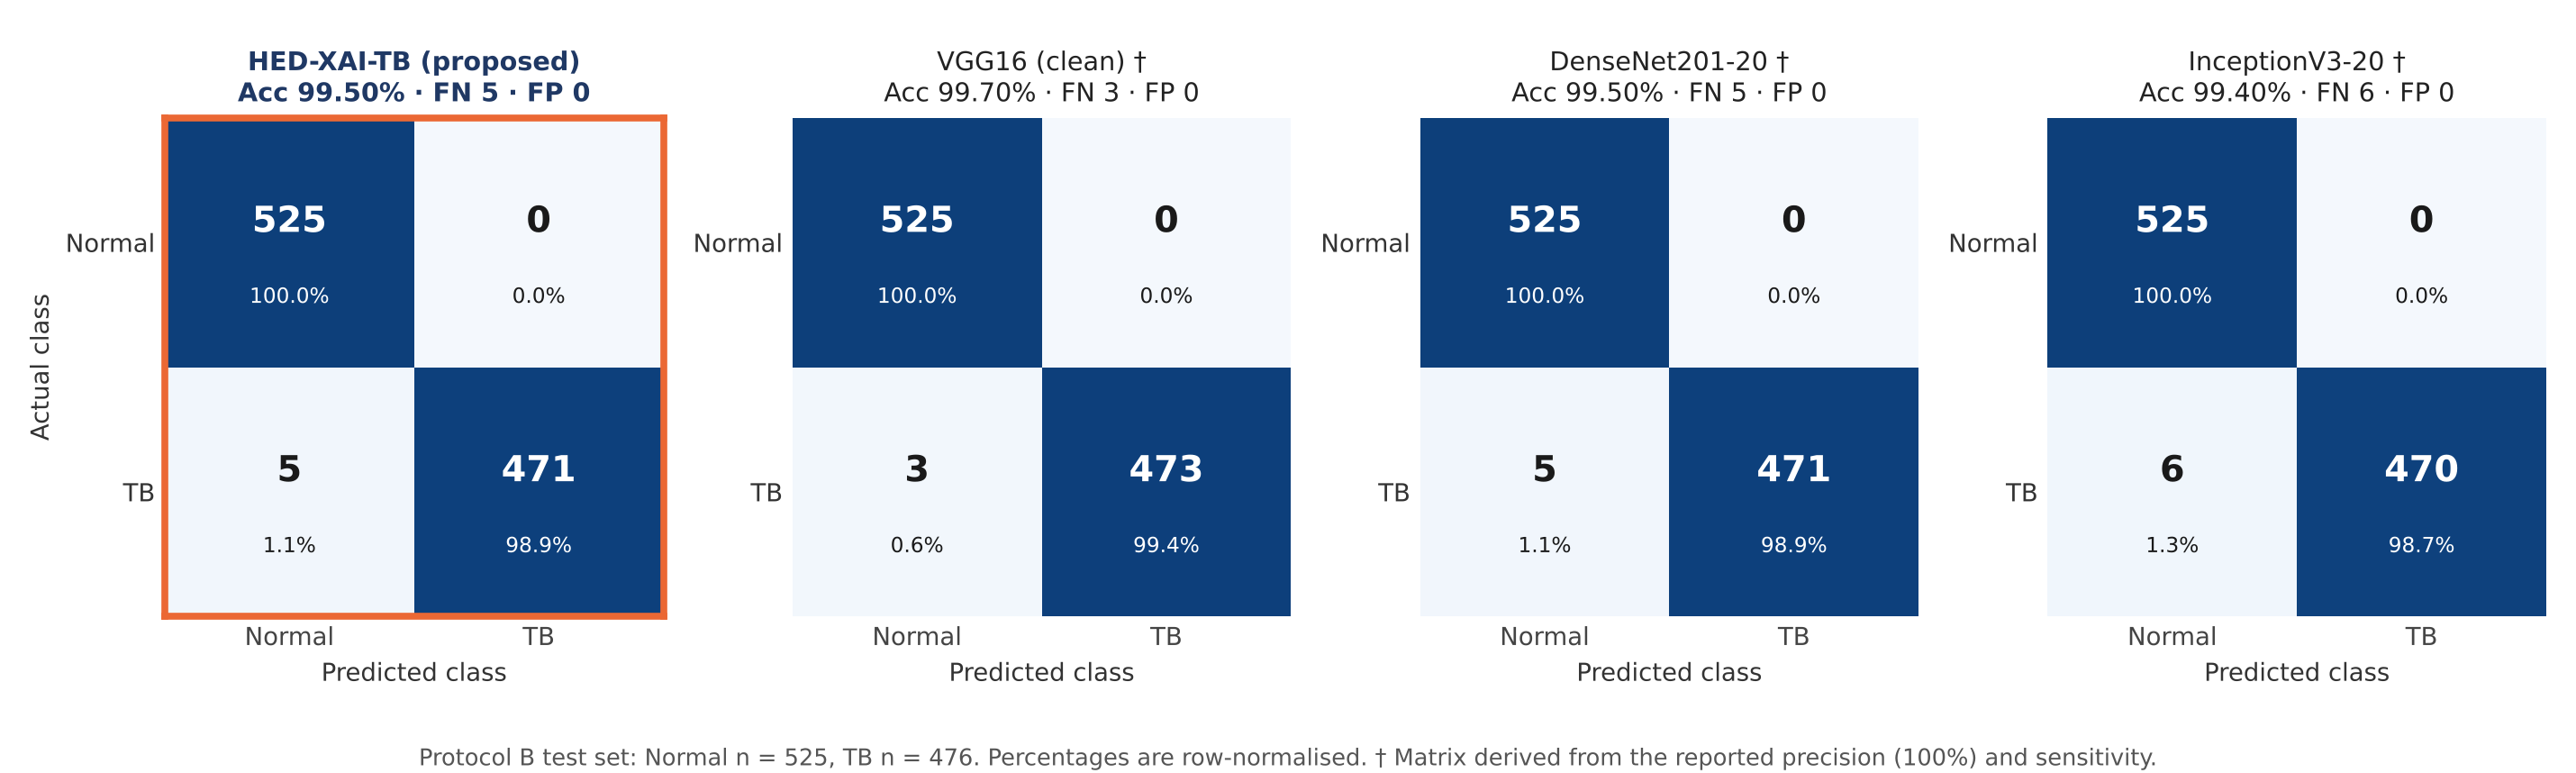 HED-XAI-TB (proposed)
Acc 99.50% · FN 5 · FP 0
Actual class
Normal
525
100.0%
0
0.0%
TB
5
1.1%
471
98.9%
Normal
TB
Predicted class
VGG16 (clean) †
Acc 99.70% · FN 3 · FP 0
Normal
525
100.0%
0
0.0%
TB
3
0.6%
473
99.4%
Normal
TB
Predicted class
DenseNet201-20 †
Acc 99.50% · FN 5 · FP 0
Normal
525
100.0%
0
0.0%
TB
5
1.1%
471
98.9%
Normal
TB
Predicted class
InceptionV3-20 †
Acc 99.40% · FN 6 · FP 0
Normal
525
100.0%
0
0.0%
TB
6
1.3%
470
98.7%
Normal
TB
Predicted class
Protocol B test set: Normal n = 525, TB n = 476. Percentages are row-normalised. † Matrix derived from the reported precision (100%) and sensitivity.